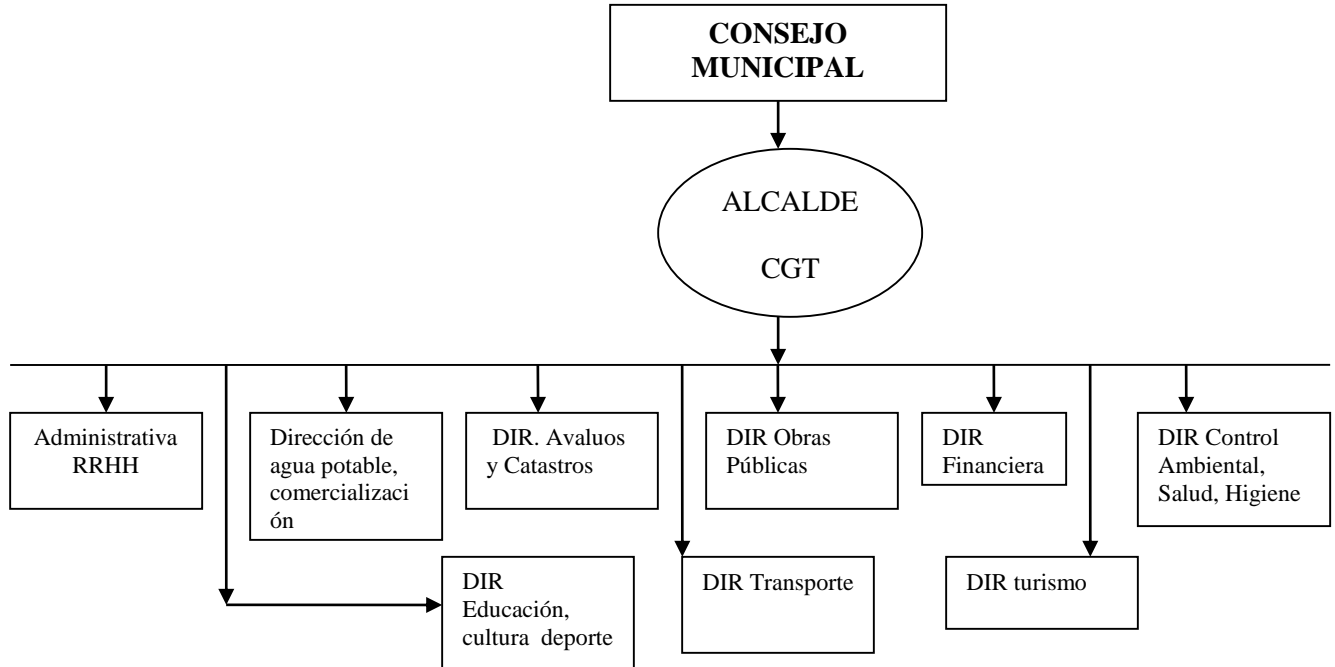 CONSEJO
MUNICIPAL
ALCALDE
CGT
Administrativa
RRHH
Dirección de
agua potable,
comercializaci
ón
DIR. Avaluos
y Catastros
DIR Obras
Públicas
DIR
Financiera
DIR Control
Ambiental,
Salud, Higiene
DIR
Educación,
cultura deporte
DIR Transporte
DIR turismo